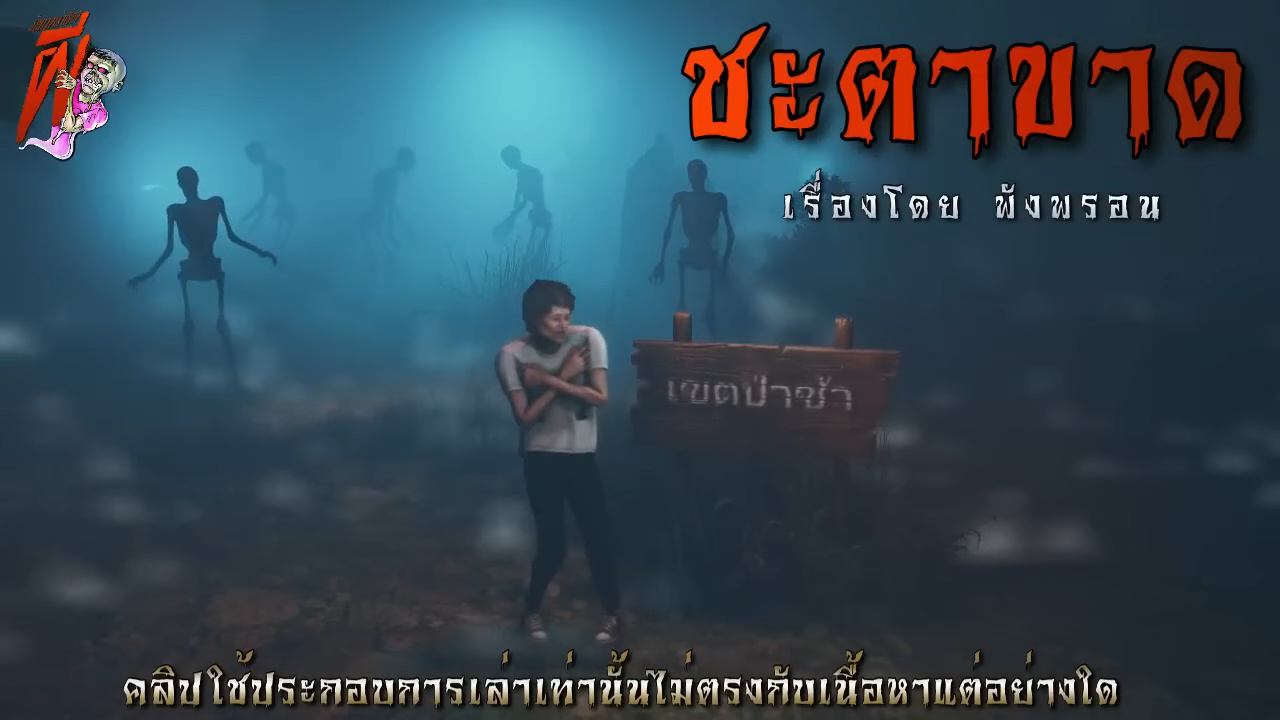 ผี
ชะตาขาด
เรื่องโดย พังพรอน
เขตป่าช้า
คลิปใช้ประกอบการเล่าเท่านั้นไม่ตรงกับเนื้อหาแต่อย่างใด